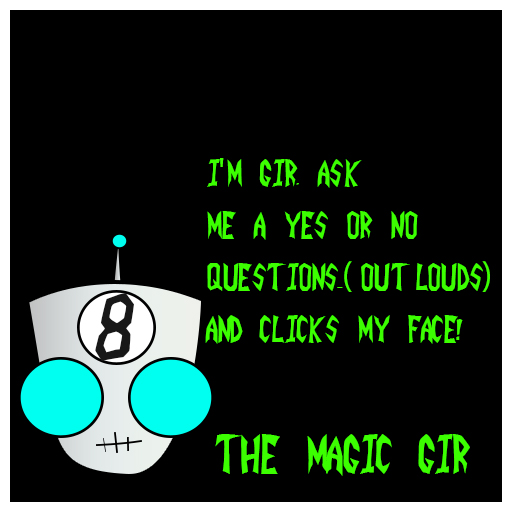 I'M GIR. ASK
ME A YES OR NO
QUESTIONS..( OUT LOUDS)
AND CLICKS MY FACE!
8
THE MAGIC GIR